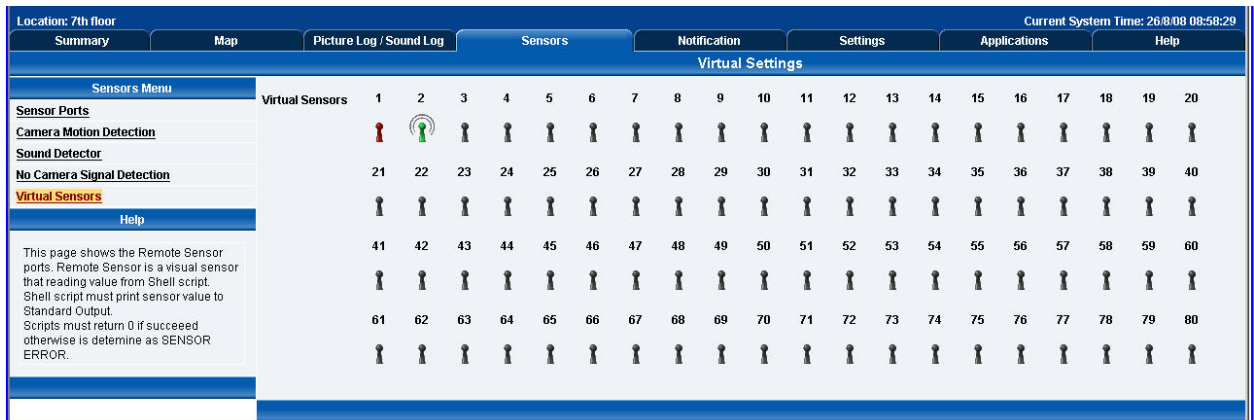 Location: 7th floor Current System Time: 26/8/08 08:58:29
Summary Map Picture Log / Sound Log Sensors Notification Settings Applications Help
Virtual Settings
Sensors Menu
Sensor Ports
Camera Motion Detection
Sound Detector
No Camera Signal Detection
Virtual Sensors
Help
This page shows the Remote Sensor
ports. Remote Sensor is a visual sensor
that reading value from Shell script.
Shell script must print sensor value to
Standard Output.
Scripts must return 0 if succeeed
otherwise is detemine as SENSOR
ERROR.
Virtual Sensors 1 2 3 4 5 6 7 8 9 10 11 12 13 14 15 16 17 18 19 20
21 22 23 24 25 26 27 28 29 30 31 32 33 34 35 36 37 38 39 40
41 42 43 44 45 46 47 48 49 50 51 52 53 54 55 56 57 58 59 60
61 62 63 64 65 66 67 68 69 70 71 72 73 74 75 76 77 78 79 80